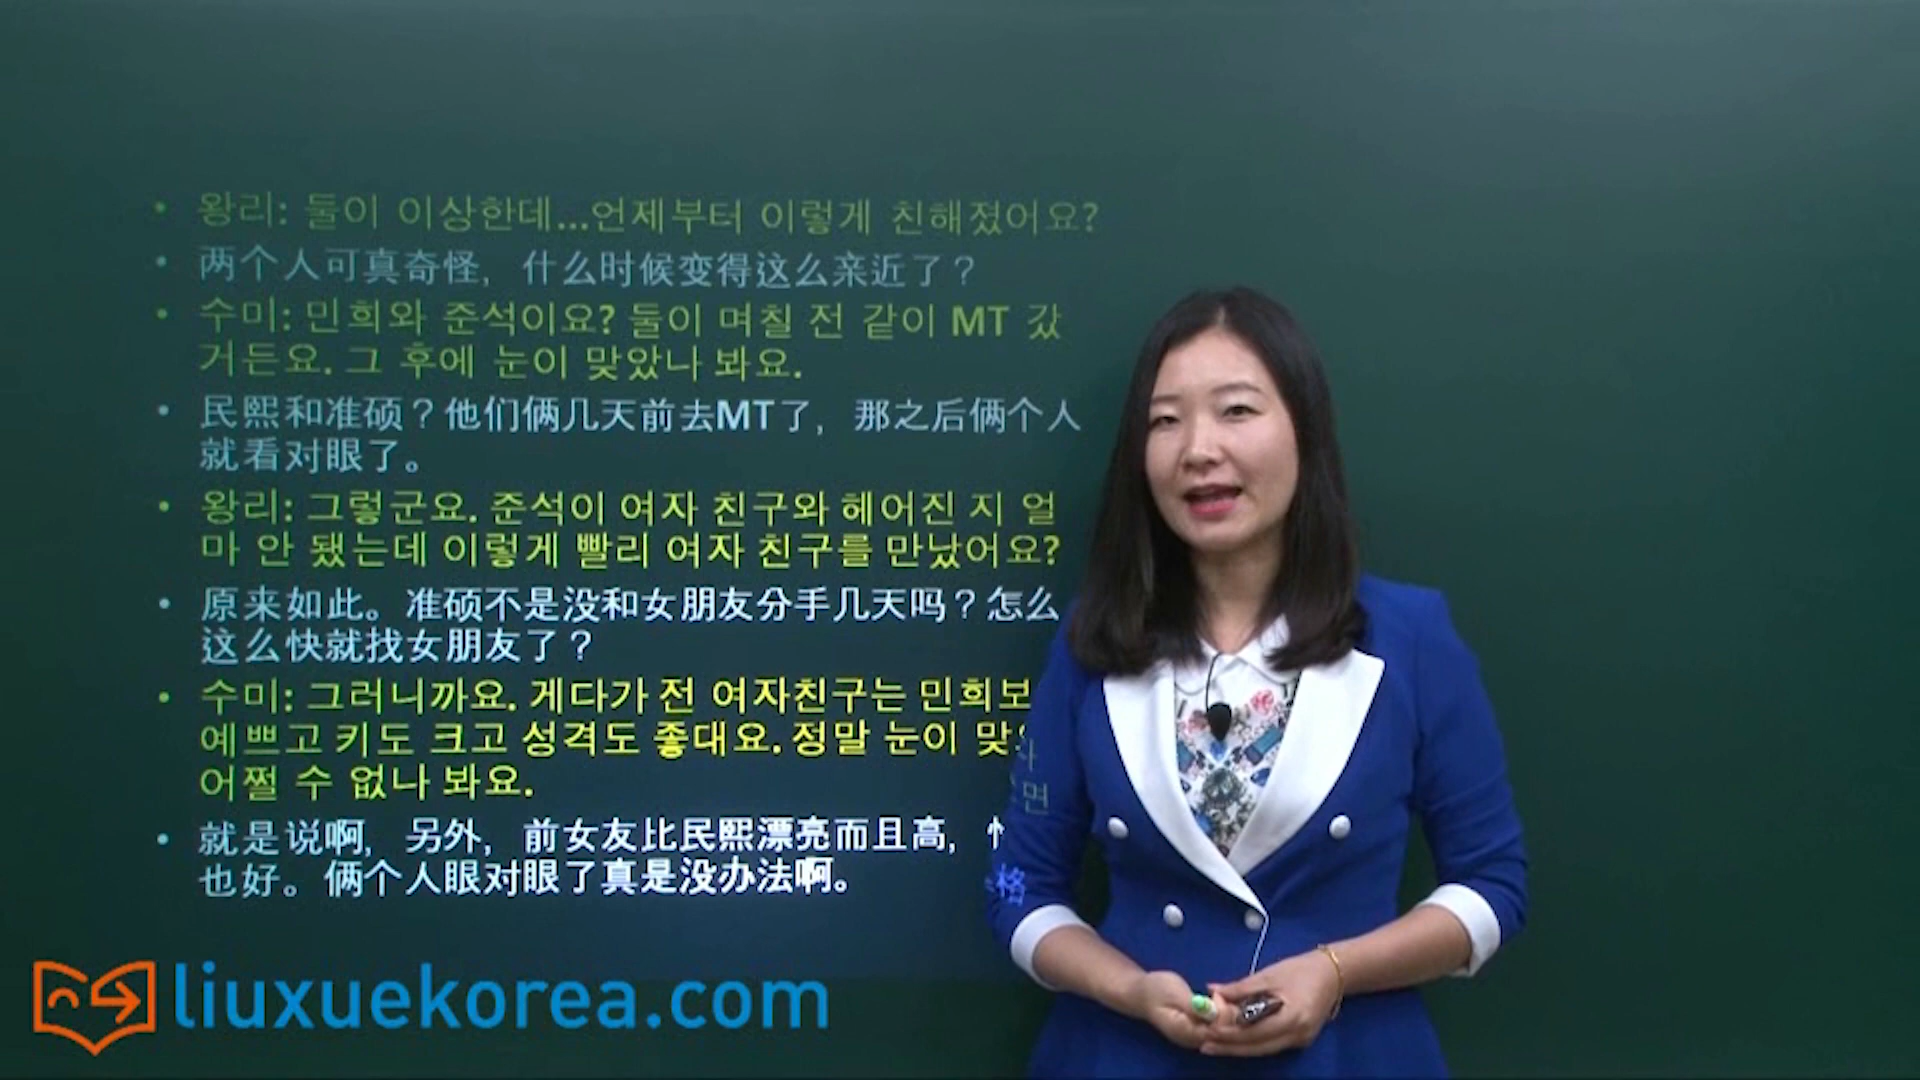 • 왕리: 둘이 이상한데...언제부터 이렇게 친해졌어요?
• 两个人可真奇怪，什么时候变得这么亲近了？
• 수미: 민희와 준석이요? 둘이 며칠 전 같이 MT 갔
거든요. 그 후에 눈이 맞았나 봐요.
• 民熙和准硕？他们俩几天前去MT了，那之后俩个人
就看对眼了。
• 왕리: 그렇군요. 준석이 여자 친구와 헤어진 지 얼
마 안 됐는데 이렇게 빨리 여자 친구를 만났어요?
• 原来如此。准硕不是没和女朋友分手几天吗？怎么
这么快就找女朋友了？
• 수미: 그러니까요. 게다가 전 여자친구는 민희보
예쁘고 키도 크고 성격도 좋대요. 정말 눈이 맞
어쩔 수 없나 봐요.
• 就是说啊，另外，前女友比民熙漂亮而且高，
格
也好。俩个人眼对眼了真是没办法啊。
liuxuekorea.com